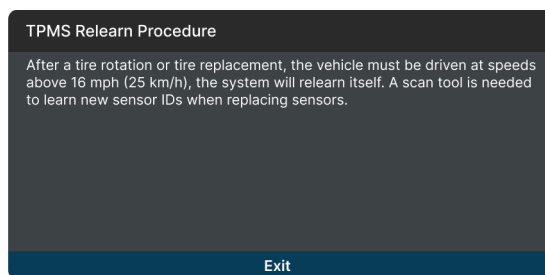 TPMS Relearn Procedure
After a tire rotation or tire replacement, the vehicle must be driven at speeds
above 16 mph (25 km/h), the system will relearn itself. A scan tool is needed
to learn new sensor IDs when replacing sensors.
Exit